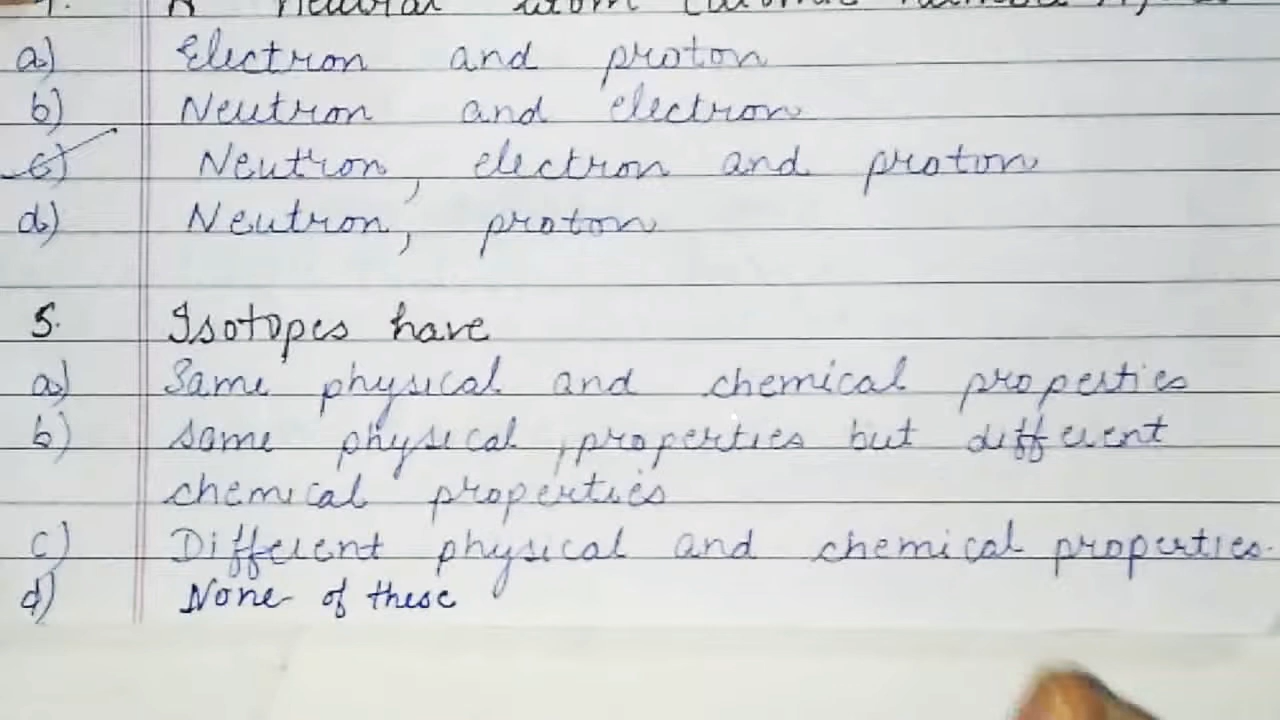 a) Electron and proton
b) Neutron and electron
c) Neutron, electron and proton
d) Neutron, proton
5. Isotopes have
a) Same physical and chemical properties
b) same physical, properties but different
chemical properties
c) Different physical and chemical properties.
d) None of these